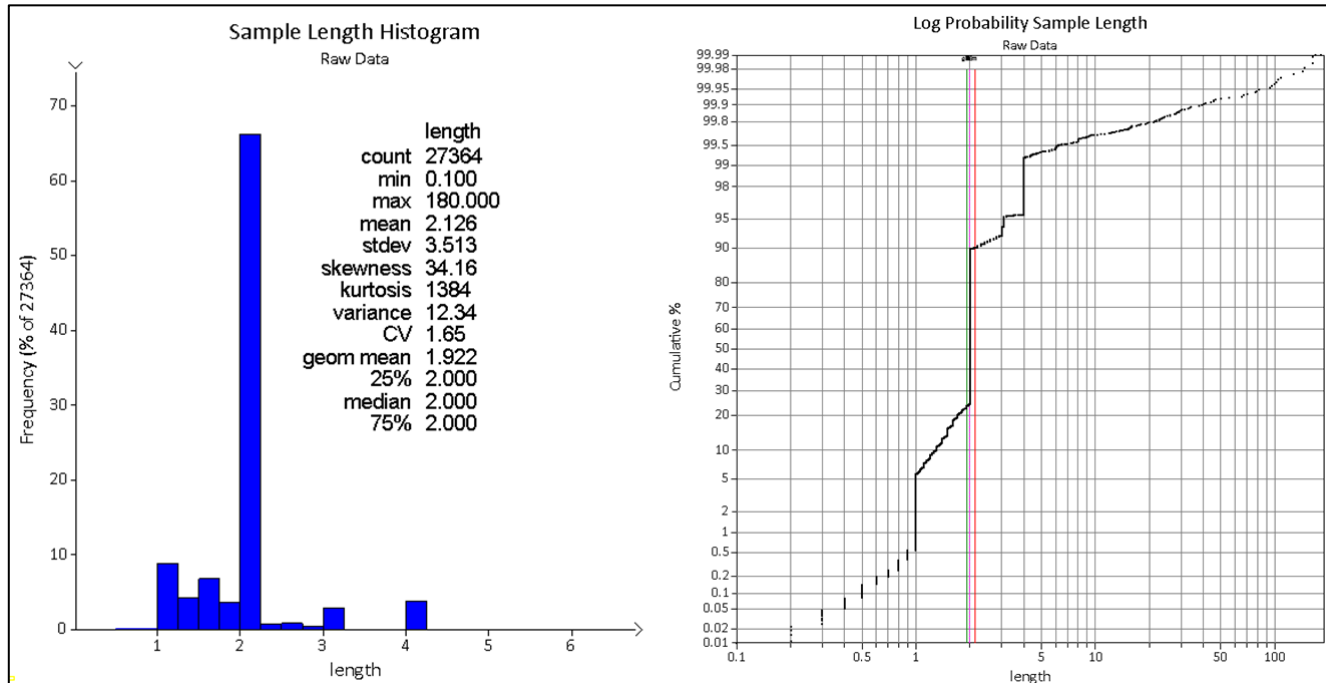 Sample Length Histogram
Raw Data
Frequency (% of 27364)
70
60
50
40
30
20
10
0
length
count 27364
min 0.100
max 180.000
mean 2.126
stdev 3.513
skewness 34.16
kurtosis 1384
variance 12.34
CV 1.65
geom mean 1.922
25% 2.000
median 2.000
75% 2.000
1 2 3 4 5 6
length
Log Probability Sample Length
Raw Data
Cumulative %
99.99
99.98
99.95
99.9
99.8
99.5
99
98
95
90
80
70
60
50
40
30
20
10
5
2
1
0.5
0.2
0.1
0.05
0.02
0.01
0.1 0.5 1 5 10 50 100
length